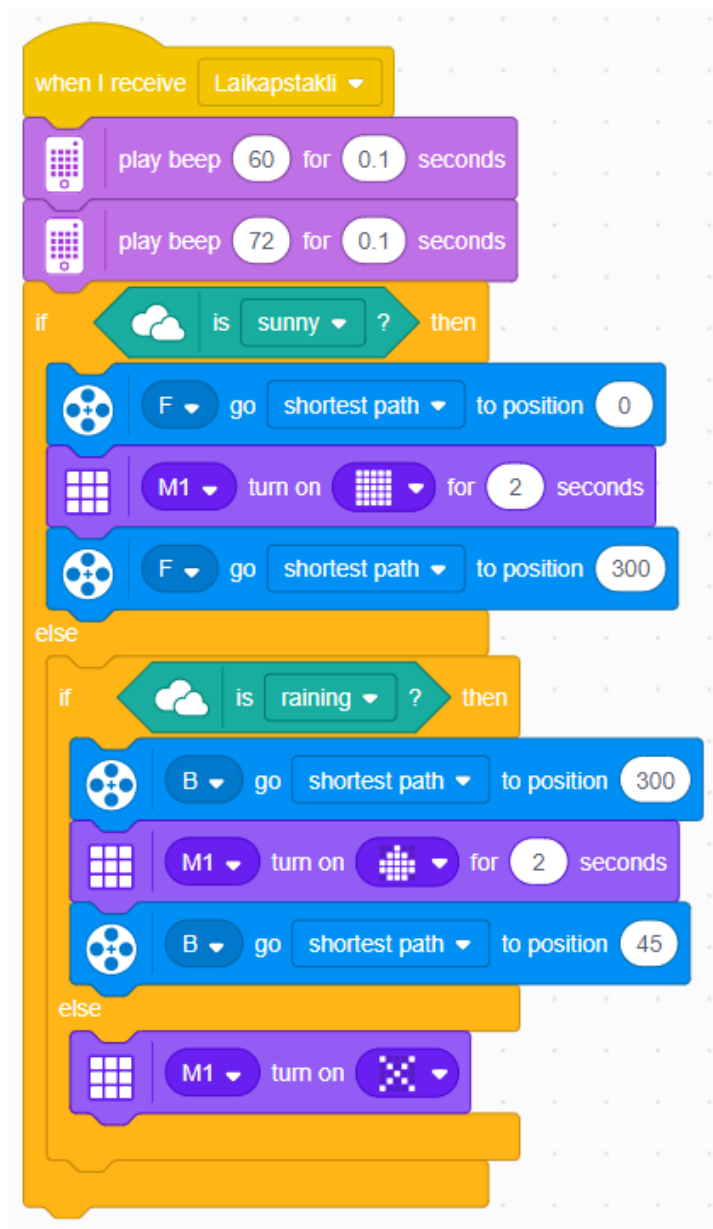 when I receive Laikapstakli
play beep 60 for 0.1 seconds
play beep 72 for 0.1 seconds
if is sunny ? then
F go shortest path to position 0
M1 turn on for 2 seconds
F go shortest path to position 300
else
if is raining ? then
B go shortest path to position 300
M1 turn on for 2 seconds
B go shortest path to position 45
else
M1 turn on